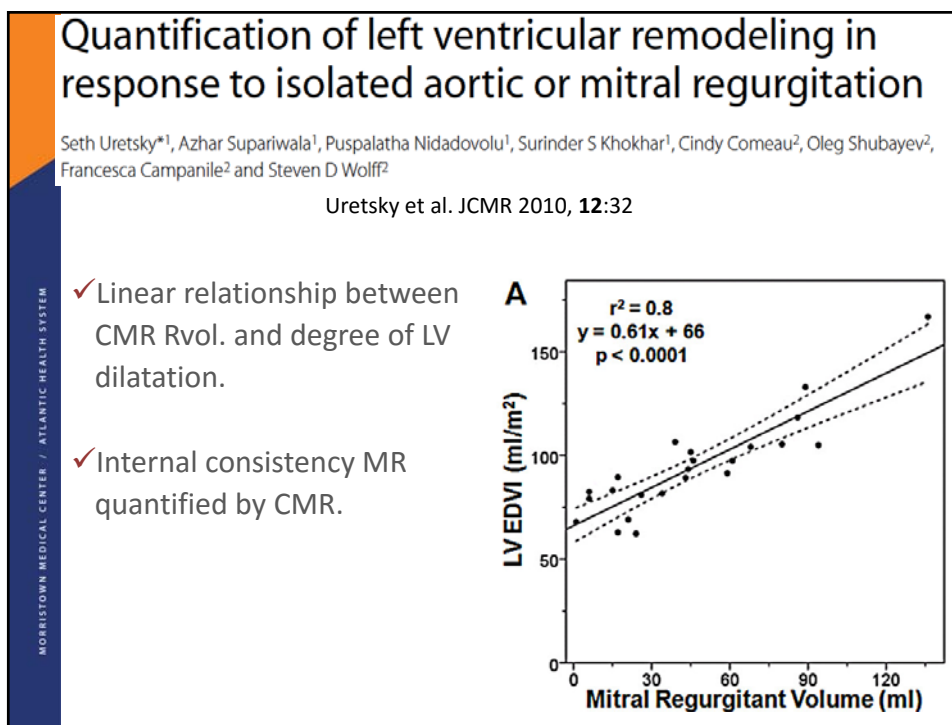 Quantification of left ventricular remodeling in
response to isolated aortic or mitral regurgitation
Seth Uretsky*1, Azhar Supariwala1, Puspalatha Nidadovolu1, Surinder S Khokhar1, Cindy Comeau2, Oleg Shubayev2,
Francesca Campanile2 and Steven D Wolff2
Uretsky et al. JCMR 2010, 12:32
✓Linear relationship between
CMR Rvol. and degree of LV
dilatation.
✓Internal consistency MR
quantified by CMR.
A
r² = 0.8
y = 0.61x + 66
p < 0.0001
LV EDVI (ml/m²)
150
100
50
0
0 30 60 90 120
Mitral Regurgitant Volume (ml)
MORRISTOWN MEDICAL CENTER / ATLANTIC HEALTH SYSTEM